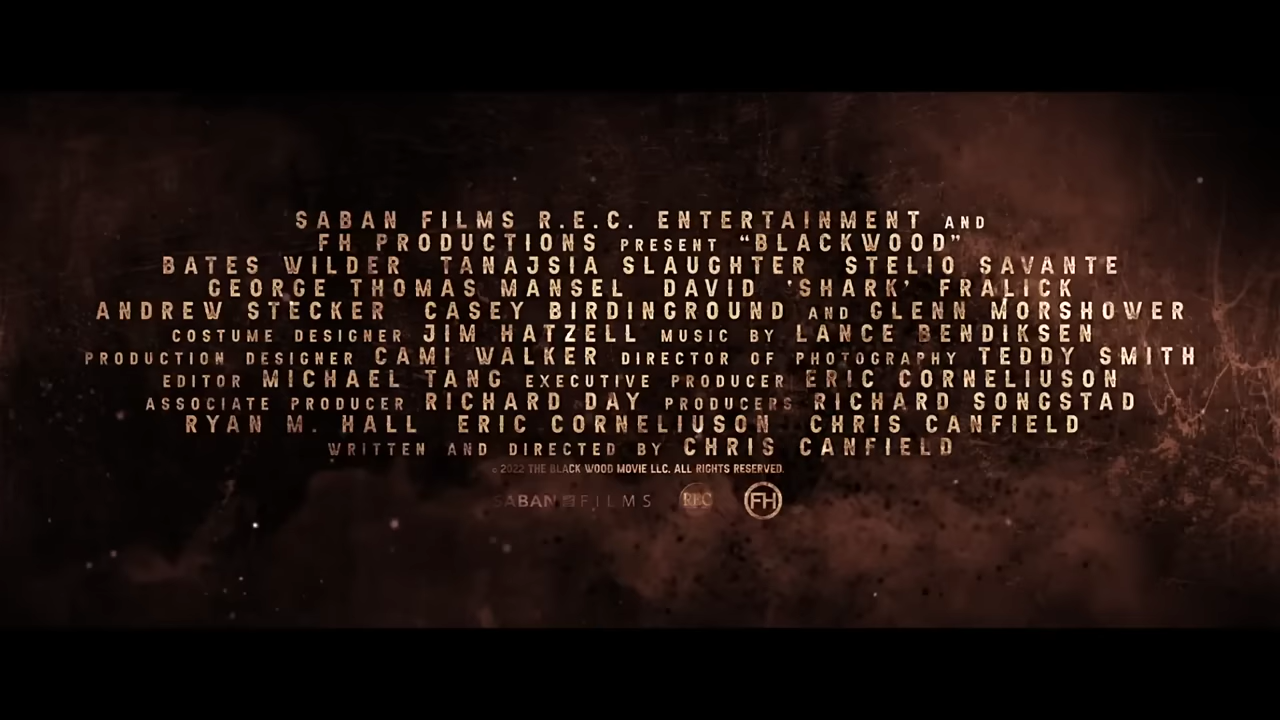 SABAN FILMS R.E.C. ENTERTAINMENT AND
FH PRODUCTIONS PRESENT “BLACKWOOD”
BATES WILDER TANAJSIA SLAUGHTER STELIO SAVANTE
GEORGE THOMAS MANSEL DAVID 'SHARK' FRALICK
ANDREW STECKER CASEY BIRDINGROUND AND GLENN MORSHOWER
COSTUME DESIGNER JIM HATZELL MUSIC BY LANCE BENDIKSEN
PRODUCTION DESIGNER CAMI WALKER DIRECTOR OF PHOTOGRAPHY TEDDY SMITH
EDITOR MICHAEL TANG EXECUTIVE PRODUCER ERIC CORNELIUSON
ASSOCIATE PRODUCER RICHARD DAY PRODUCERS RICHARD SONGSTAD
RYAN M. HALL ERIC CORNELIUSON CHRIS CANFIELD
WRITTEN AND DIRECTED BY CHRIS CANFIELD
© 2022 THE BLACK WOOD MOVIE LLC. ALL RIGHTS RESERVED.
SABAN FILMS REC FH